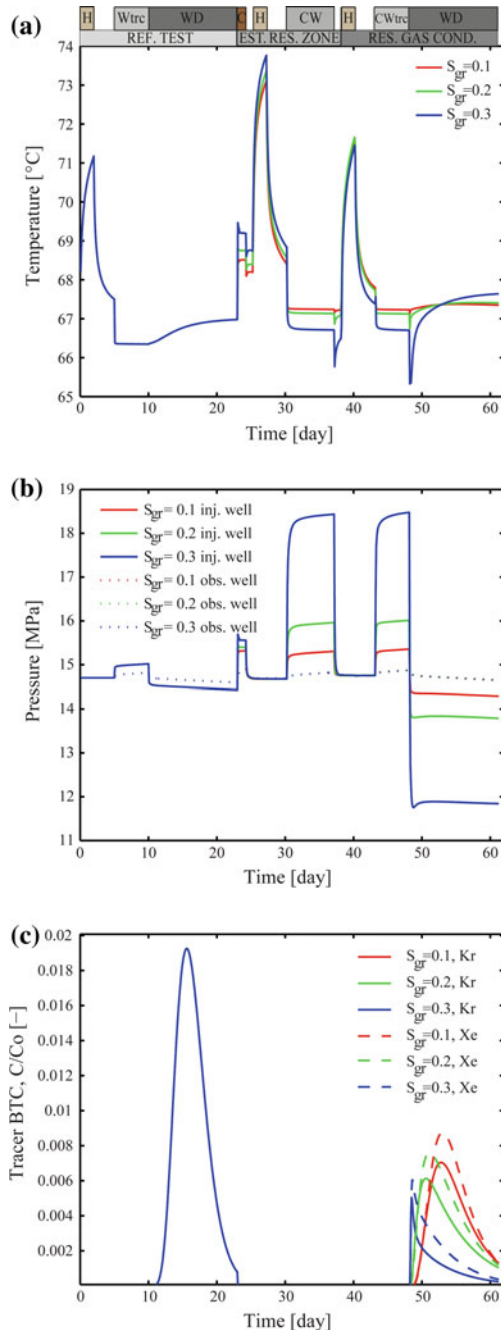 (a)
H Wtrc WD C H CW H CWtrc WD
REF. TEST EST. RES. ZONE RES. GAS COND.
74
73
72
71
70
69
68
67
66
65
Temperature [°C]
Sgr=0.1
Sgr=0.2
Sgr=0.3
0 10 20 30 40 50 60
Time [day]
(b)
19
18
17
16
15
14
13
12
11
Pressure [MPa]
Sgr= 0.1 inj. well
Sgr= 0.2 inj. well
Sgr= 0.3 inj. well
Sgr= 0.1 obs. well
Sgr= 0.2 obs. well
Sgr= 0.3 obs. well
0 10 20 30 40 50 60
Time [day]
(c)
0.02
0.018
0.016
0.014
0.012
0.01
0.008
0.006
0.004
0.002
Tracer BTC, C/Co [−]
Sgr=0.1, Kr
Sgr=0.2, Kr
Sgr=0.3, Kr
Sgr=0.1, Xe
Sgr=0.2, Xe
Sgr=0.3, Xe
0 10 20 30 40 50 60
Time [day]